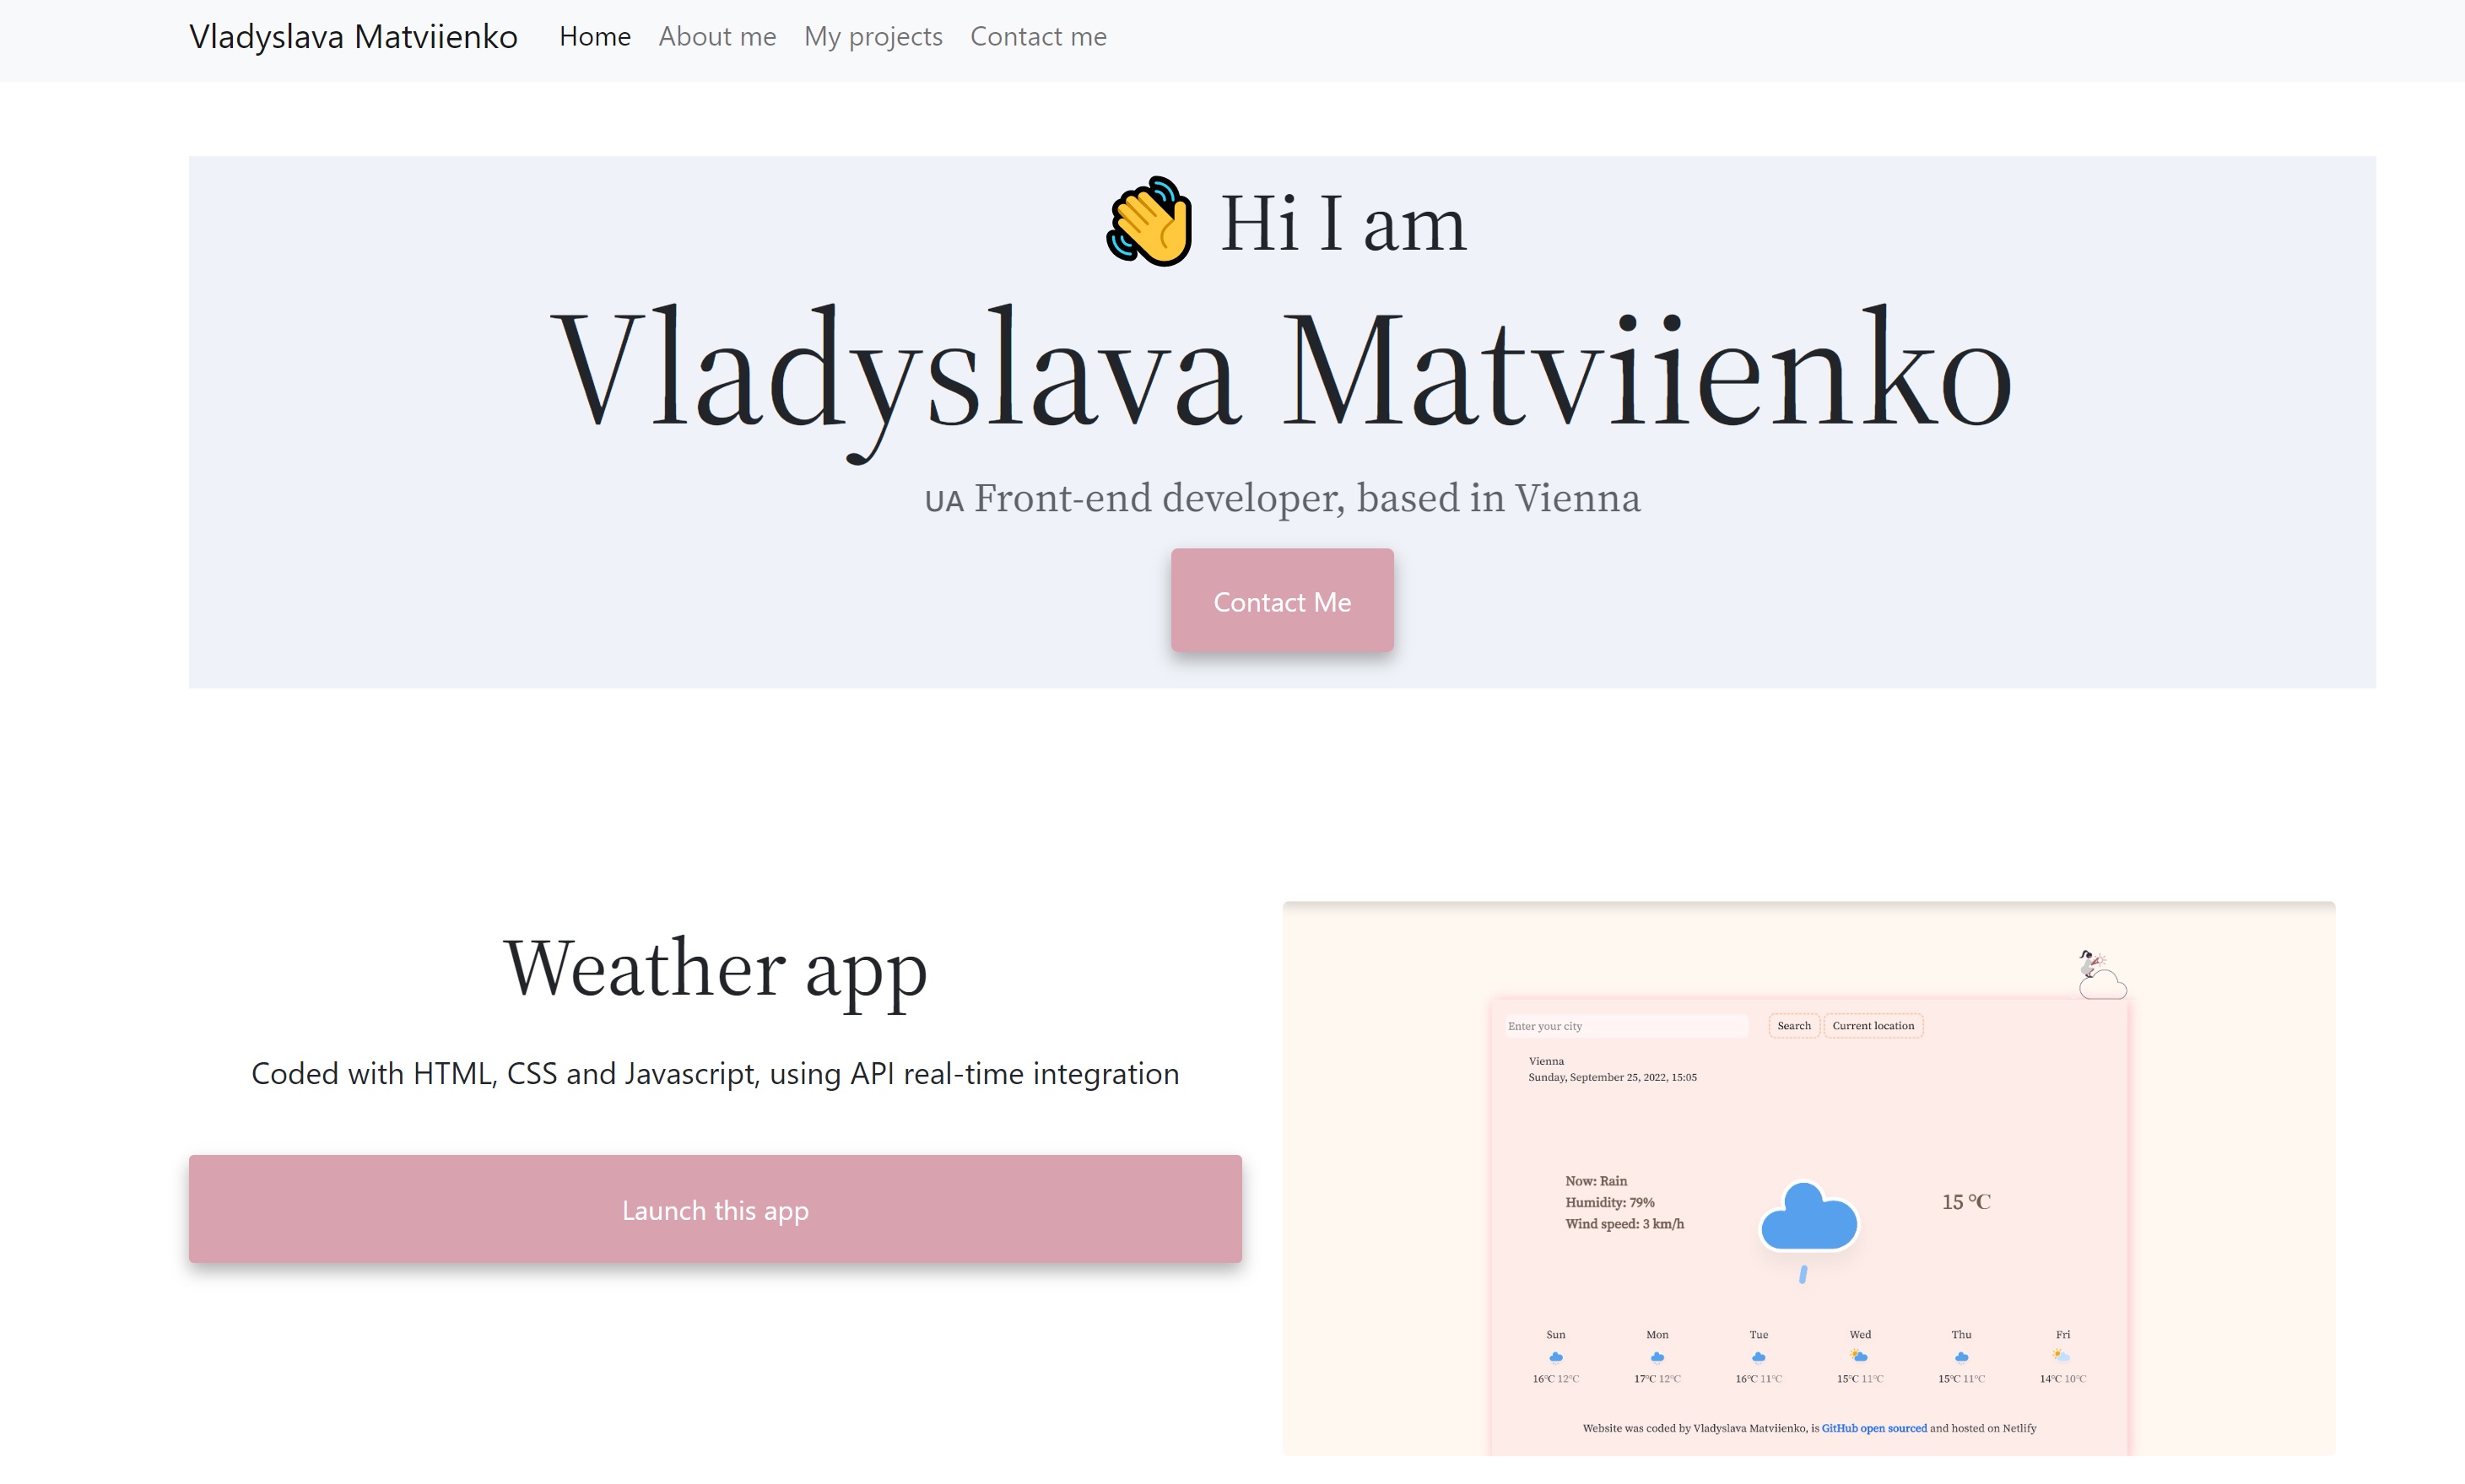 Vladyslava Matviienko Home About me My projects Contact me
👋 Hi I am
Vladyslava Matviienko
UA Front-end developer, based in Vienna
Contact Me
Weather app
Coded with HTML, CSS and Javascript, using API real-time integration
Launch this app
Enter your city Search Current location
Vienna
Sunday, September 25, 2022, 15:05
Now: Rain
Humidity: 79%
Wind speed: 3 km/h
15 °C
Sun Mon Tue Wed Thu Fri
16°C 12°C 17°C 12°C 16°C 11°C 15°C 11°C 15°C 11°C 14°C 10°C
Website was coded by Vladyslava Matviienko, is GitHub open sourced and hosted on Netlify